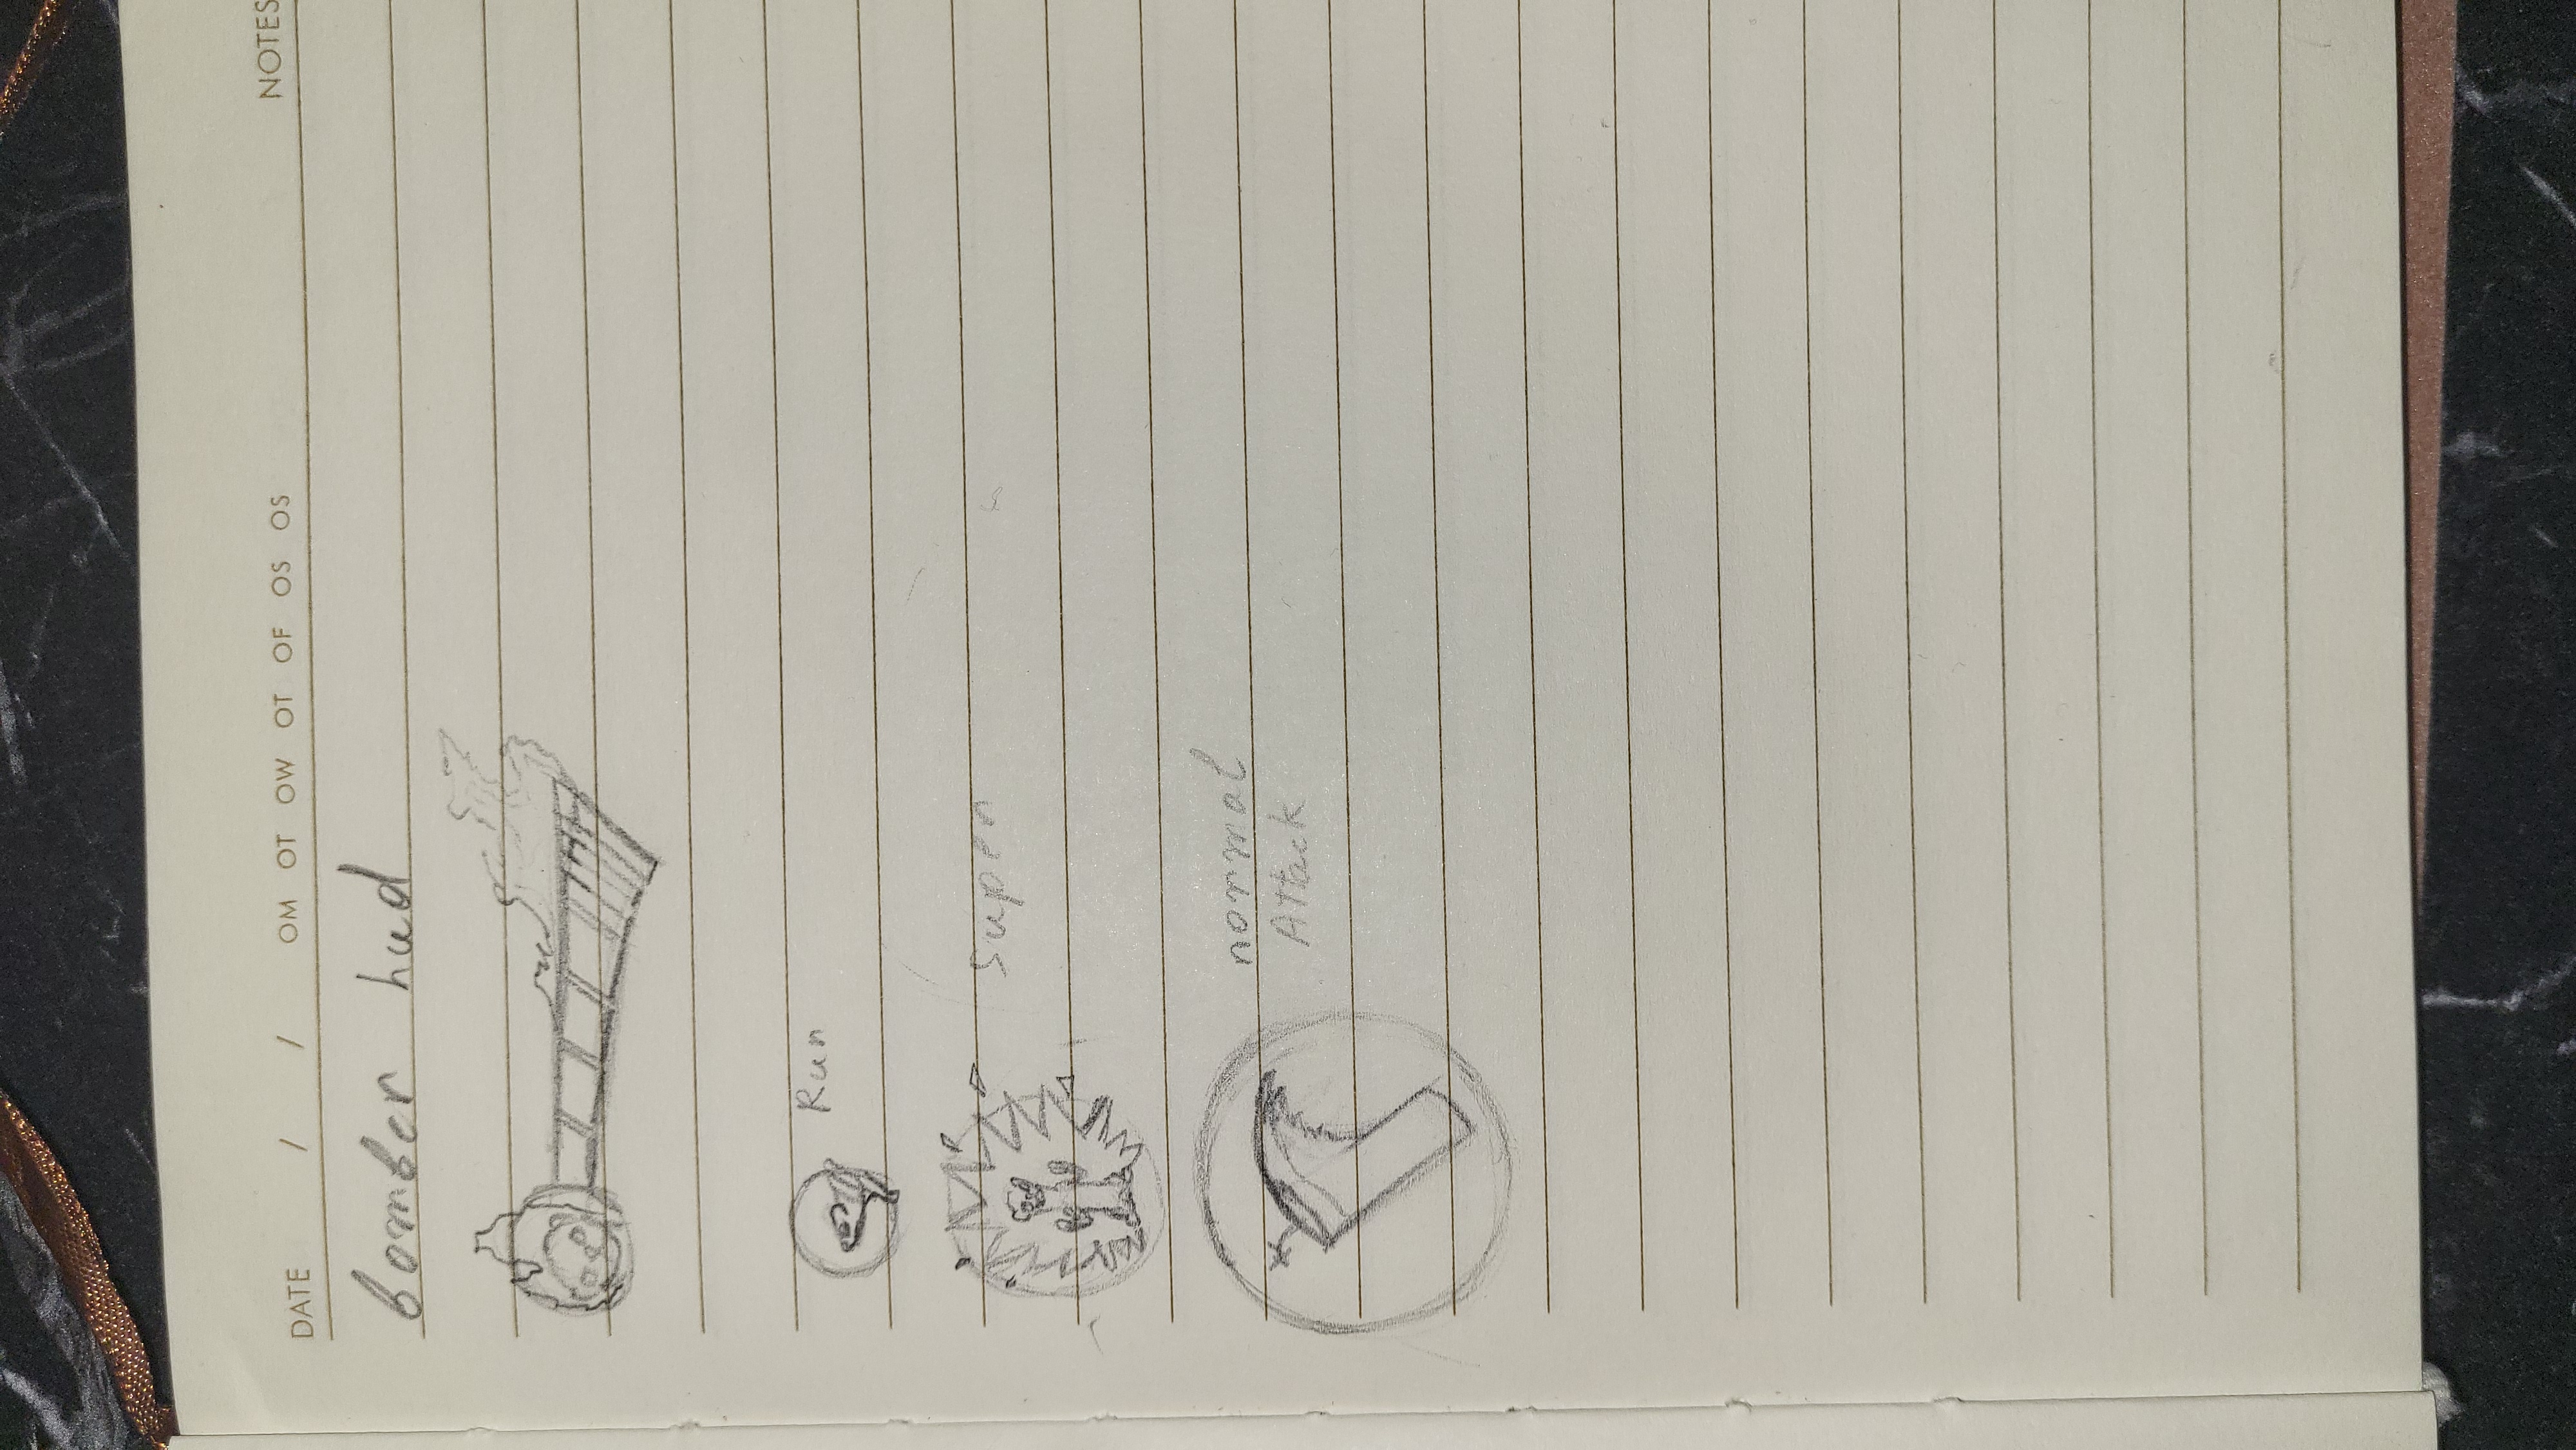 DATE / / OM OT OW OT OF OS OS NOTES
bomber hud
Run
Super
normal
Attack